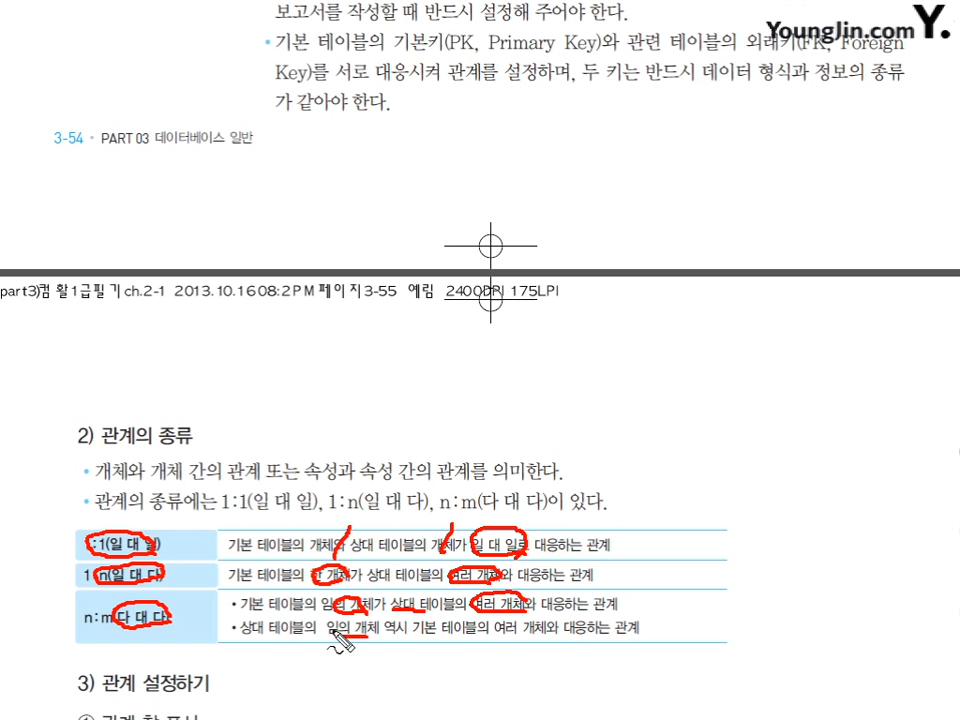 보고서를 작성할 때 반드시 설정해 주어야 한다.
YoungJin.com Y.
• 기본 테이블의 기본키(PK, Primary Key)와 관련 테이블의 외래키(FK, Foreign
Key)를 서로 대응시켜 관계를 설정하며, 두 키는 반드시 데이터 형식과 정보의 종류
가 같아야 한다.
3-54 • PART 03 데이터베이스 일반
part3)컴활1급필기ch.2-1 2013.10.16 08:2 PM 페이지3-55 예림 2400DPI 175LPI
2) 관계의 종류
• 개체와 개체 간의 관계 또는 속성과 속성 간의 관계를 의미한다.
• 관계의 종류에는 1:1(일 대 일), 1:n(일 대 다), n:m(다 대 다)이 있다.
1:1(일 대 일) 기본 테이블의 개체와 상대 테이블의 개체가 일 대 일로 대응하는 관계
1:n(일 대 다) 기본 테이블의 한 개체가 상대 테이블의 여러 개체와 대응하는 관계
n:m(다 대 다) • 기본 테이블의 임의 개체가 상대 테이블의 여러 개체와 대응하는 관계
• 상대 테이블의 임의 개체 역시 기본 테이블의 여러 개체와 대응하는 관계
3) 관계 설정하기